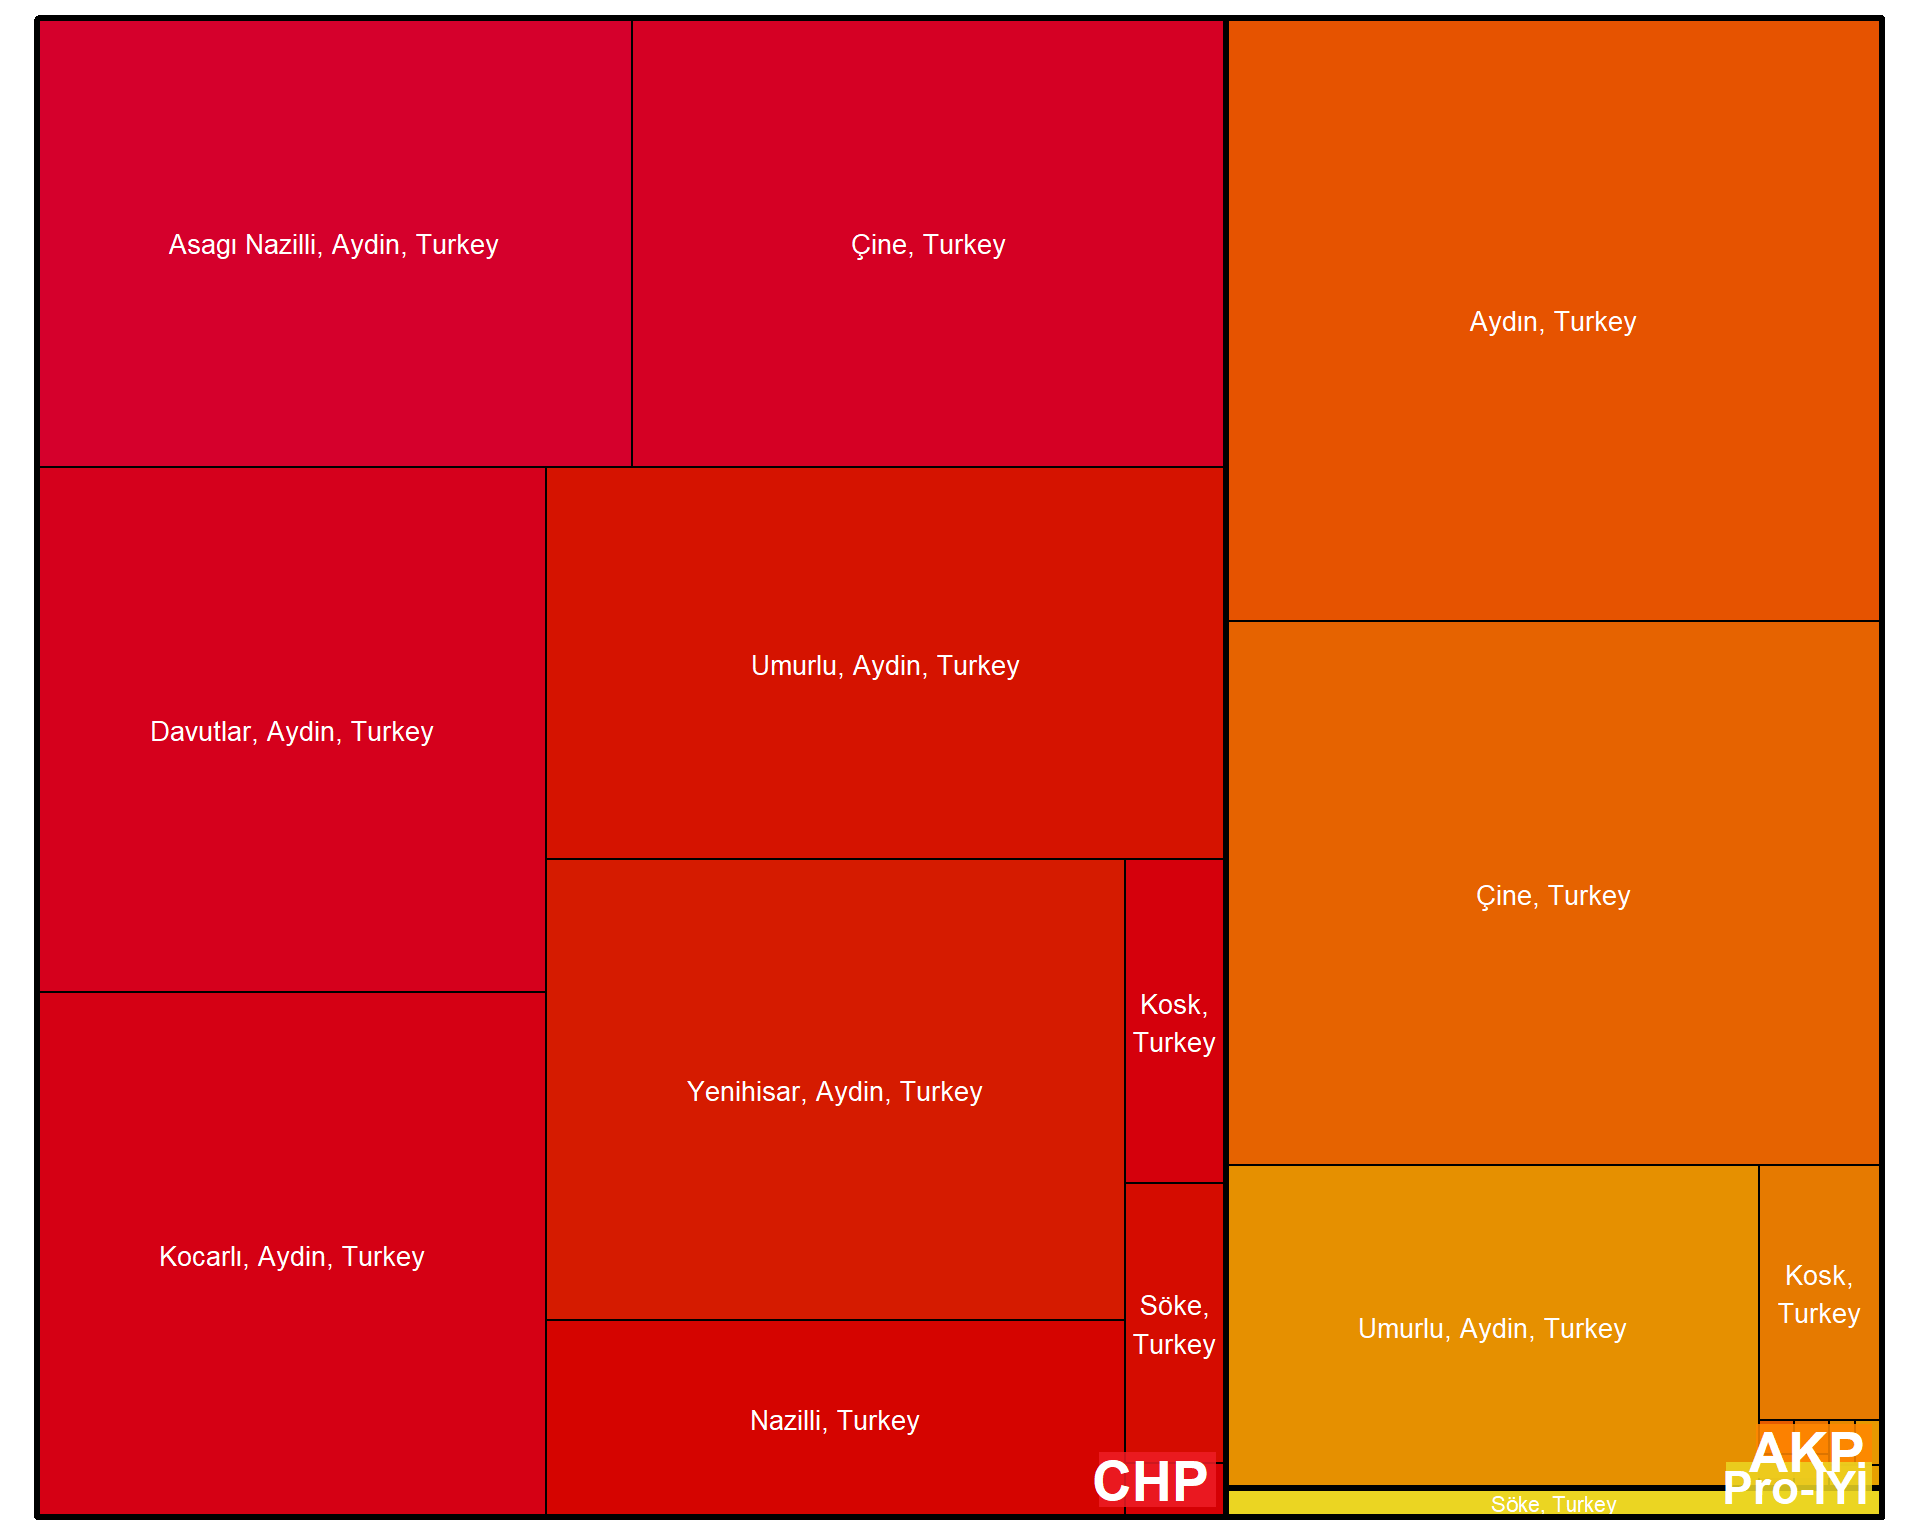 Asagı Nazilli, Aydin, Turkey
Çine, Turkey
Davutlar, Aydin, Turkey
Umurlu, Aydin, Turkey
Kocarlı, Aydin, Turkey
Yenihisar, Aydin, Turkey
Kosk,
Turkey
Söke,
Turkey
Nazilli, Turkey
CHP
Aydın, Turkey
Çine, Turkey
Umurlu, Aydin, Turkey
Kosk,
Turkey
AKP
Pro-İYİ
Söke, Turkey